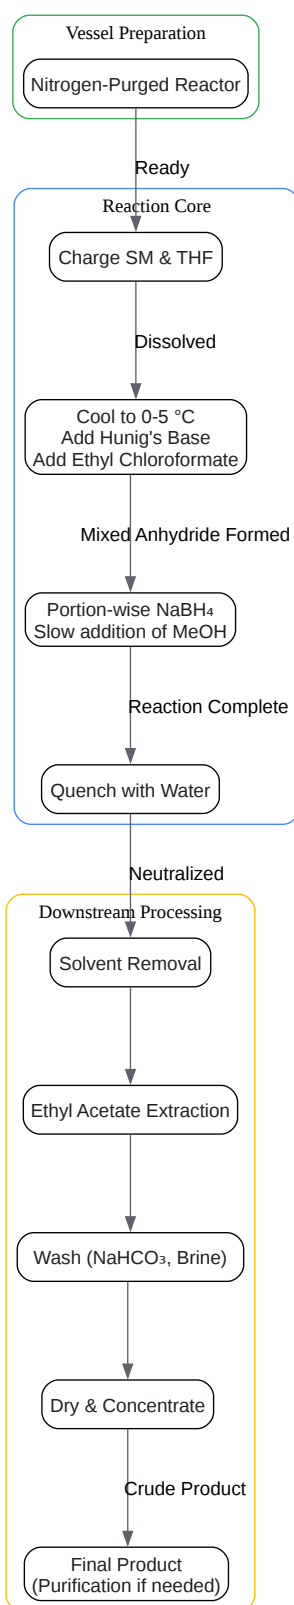 Vessel Preparation
Nitrogen-Purged Reactor
Ready
Reaction Core
Charge SM & THF
Dissolved
Cool to 0-5 °C
Add Hunig's Base
Add Ethyl Chloroformate
Mixed Anhydride Formed
Portion-wise NaBH₄
Slow addition of MeOH
Reaction Complete
Quench with Water
Neutralized
Downstream Processing
Solvent Removal
Ethyl Acetate Extraction
Wash (NaHCO₃, Brine)
Dry & Concentrate
Crude Product
Final Product
(Purification if needed)